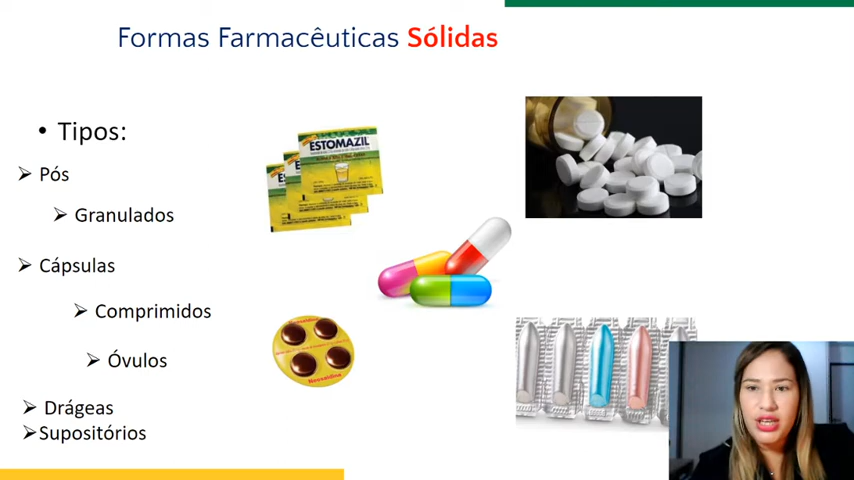 Formas Farmacêuticas Sólidas
• Tipos:
➢ Pós
➢ Granulados
➢ Cápsulas
➢ Comprimidos
➢ Óvulos
➢ Drágeas
➢Supositórios
ESTOMAZIL